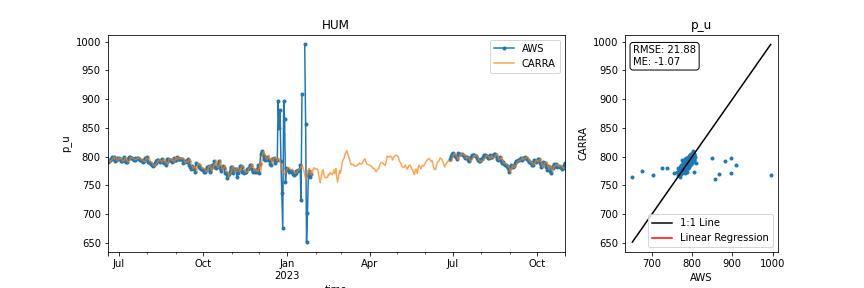 HUM
p_u
1000
950
900
850
800
750
700
650
AWS
CARRA
Jul
Oct
Jan
2023
Apr
Jul
Oct
time
p_u
CARRA
1000
950
900
850
800
750
700
650
RMSE: 21.88
ME: -1.07
1:1 Line
Linear Regression
700
800
900
1000
AWS